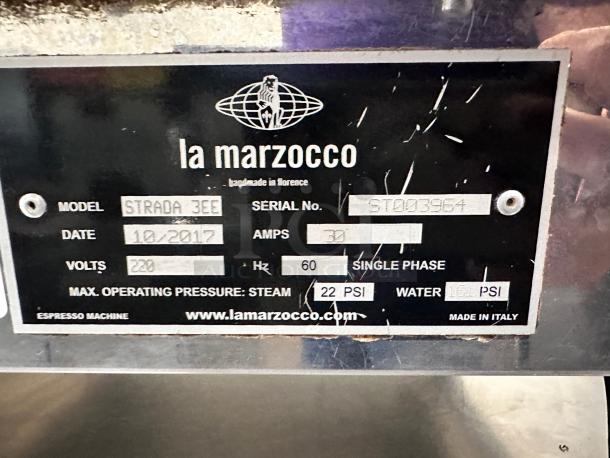 la marzocco
handmade in florence
MODEL STRADA 3EE SERIAL No. ST003964
DATE 10/2017 AMPS 30
VOLTS 220 Hz 60 SINGLE PHASE
MAX. OPERATING PRESSURE: STEAM 22 PSI WATER PSI
ESPRESSO MACHINE www.lamarzocco.com MADE IN ITALY